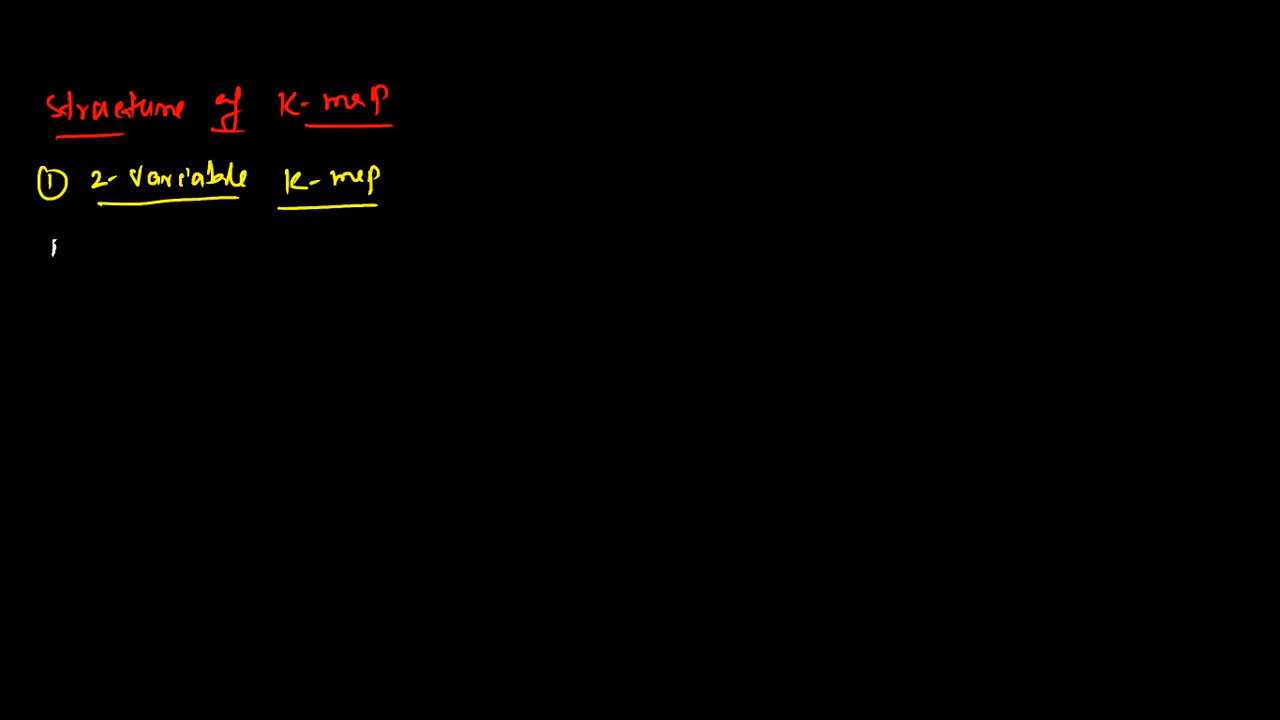 Structure of K-map
① 2-variable K-map